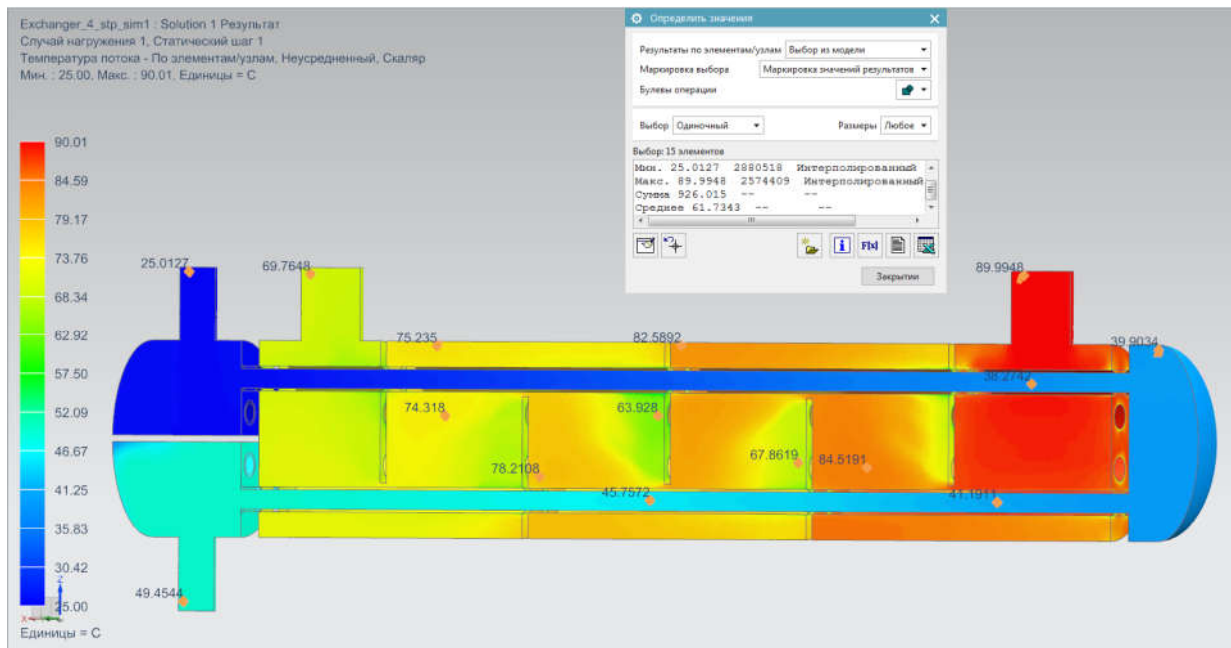 Exchanger_4_stp_sim1 : Solution 1 Результат
Случай нагружения 1, Статический шаг 1
Температура потока - По элементам/узлам, Неусредненный, Скаляр
Мин. : 25.00, Макс. : 90.01, Единицы = C
Определить значения
Результаты по элементам/узлам Выбор из модели
Маркировка выбора Маркировка значений результатов
Булевы операции
Выбор Одиночный Размеры Любое
Выбор: 15 элементов
Мин. 25.0127 2880518 Интерполированный
Макс. 89.9948 2574409 Интерполированный
Сумма 926.015 -- --
Среднее 61.7343 -- --
F(x)
Закрытии
90.01
84.59
79.17
73.76
68.34
62.92
57.50
52.09
46.67
41.25
35.83
30.42
25.00
Единицы = C
Z
X
25.0127
69.7648
89.9948
75.235
82.5892
39.9034
38.2742
74.318
63.928
78.2108
67.8619
84.5191
45.7572
41.1911
49.4544